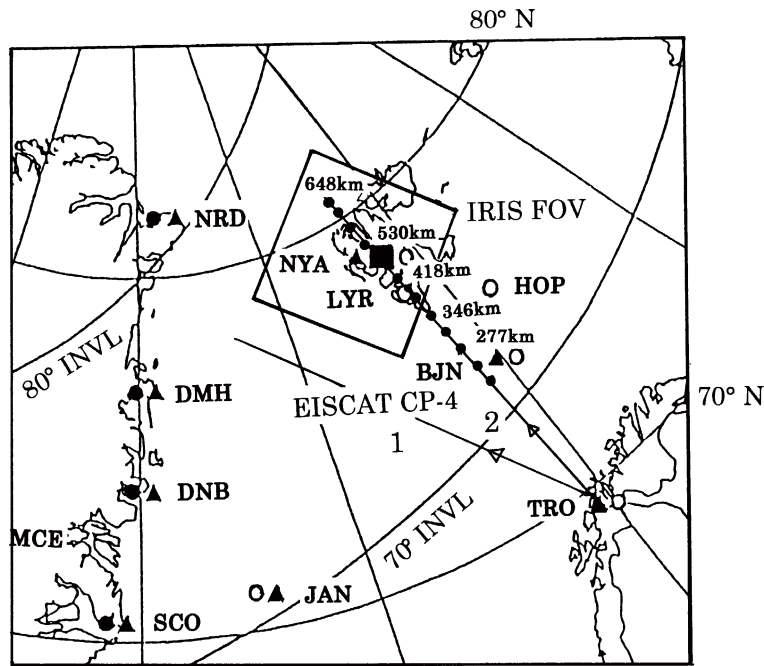 80° N
648km
NRD
IRIS FOV
530km
NYA
418km
LYR
HOP
346km
277km
80° INVL
BJN
DMH
EISCAT CP-4
70° N
1
2
DNB
TRO
70° INVL
MCE
JAN
SCO